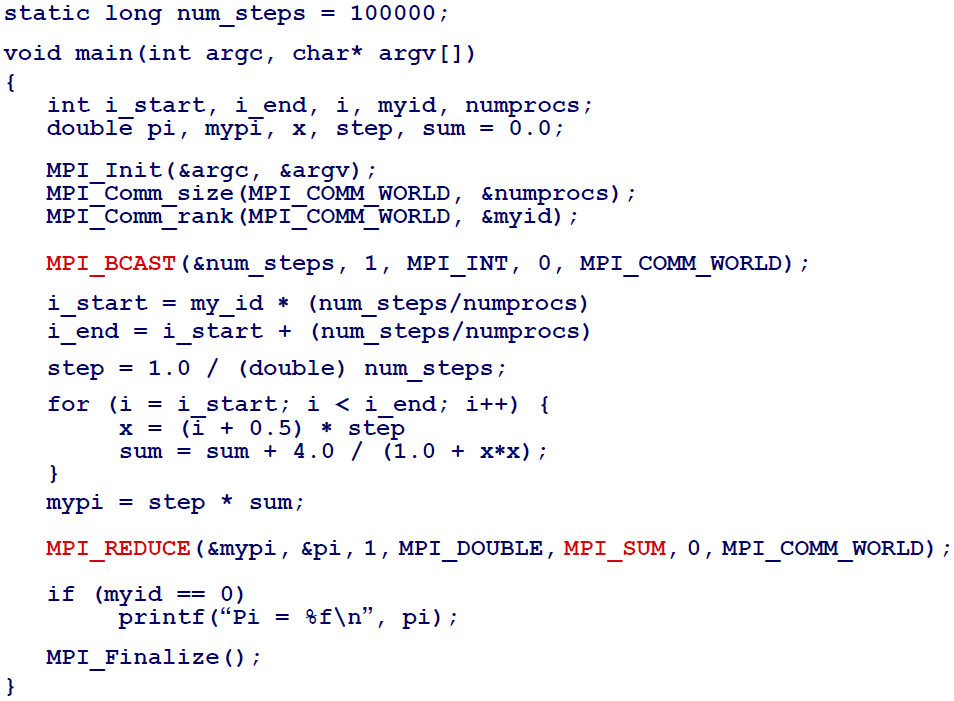 static long num_steps = 100000;
void main(int argc, char* argv[])
{
int i_start, i_end, i, myid, numprocs;
double pi, mypi, x, step, sum = 0.0;
MPI_Init(&argc, &argv);
MPI_Comm_size(MPI_COMM_WORLD, &numprocs);
MPI_Comm_rank(MPI_COMM_WORLD, &myid);
MPI_BCAST(&num_steps, 1, MPI_INT, 0, MPI_COMM_WORLD);
i_start = my_id * (num_steps/numprocs)
i_end = i_start + (num_steps/numprocs)
step = 1.0 / (double) num_steps;
for (i = i_start; i < i_end; i++) {
x = (i + 0.5) * step
sum = sum + 4.0 / (1.0 + x*x);
}
mypi = step * sum;
MPI_REDUCE(&mypi, &pi, 1, MPI_DOUBLE, MPI_SUM, 0, MPI_COMM_WORLD);
if (myid == 0)
printf(“Pi = %f\n”, pi);
MPI_Finalize();
}